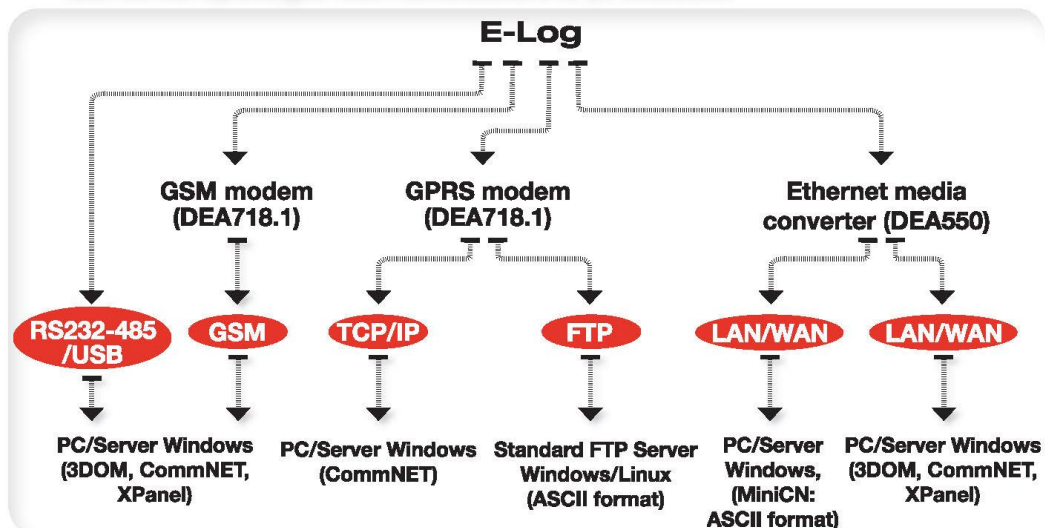 E-Log
GSM modem
(DEA718.1)
GPRS modem
(DEA718.1)
Ethernet media
converter (DEA550)
RS232-485
/USB
GSM
TCP/IP
FTP
LAN/WAN
LAN/WAN
PC/Server Windows
(3DOM, CommNET,
XPanel)
PC/Server Windows
(CommNET)
Standard FTP Server
Windows/Linux
(ASCII format)
PC/Server
Windows,
(MiniCN:
ASCII format)
PC/Server Windows
(3DOM, CommNET,
XPanel)